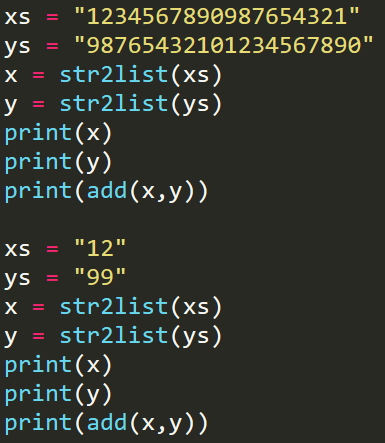 xs = "1234567890987654321"
ys = "98765432101234567890"
x = str2list(xs)
y = str2list(ys)
print(x)
print(y)
print(add(x,y))
xs = "12"
ys = "99"
x = str2list(xs)
y = str2list(ys)
print(x)
print(y)
print(add(x,y))